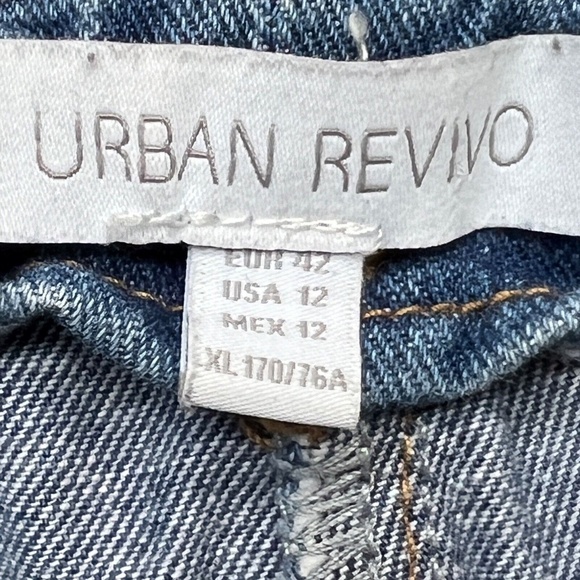 URBAN REVIVO
EUR 42
USA 12
MEX 12
XL 170/76A